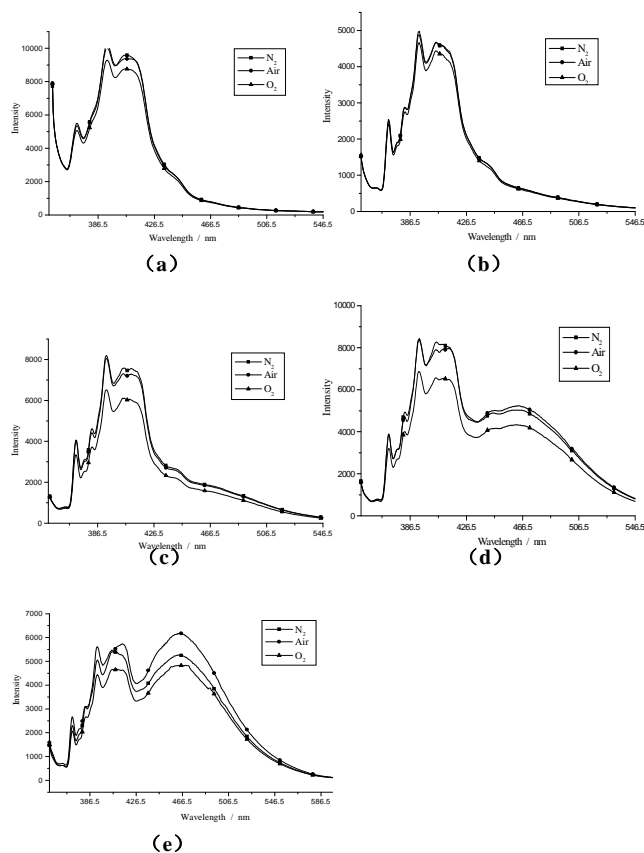 10000
8000
6000
4000
2000
0
Intensity
N2
Air
O2
386.5 426.5 466.5 506.5 546.5
Wavelength / nm
(a)
5000
4000
3000
2000
1000
0
Intensity
N2
Air
O2
386.5 426.5 466.5 506.5 546.5
Wavelength / nm
(b)
8000
6000
4000
2000
0
Intensity
N2
Air
O2
386.5 426.5 466.5 506.5 546.5
Wavelength / nm
(c)
10000
8000
6000
4000
2000
0
Intensity
N2
Air
O2
386.5 426.5 466.5 506.5 546.5
Wavelength / nm
(d)
7000
6000
5000
4000
3000
2000
1000
0
Intensity
N2
Air
O2
386.5 426.5 466.5 506.5 546.5 586.5
Wavelength / nm
(e)